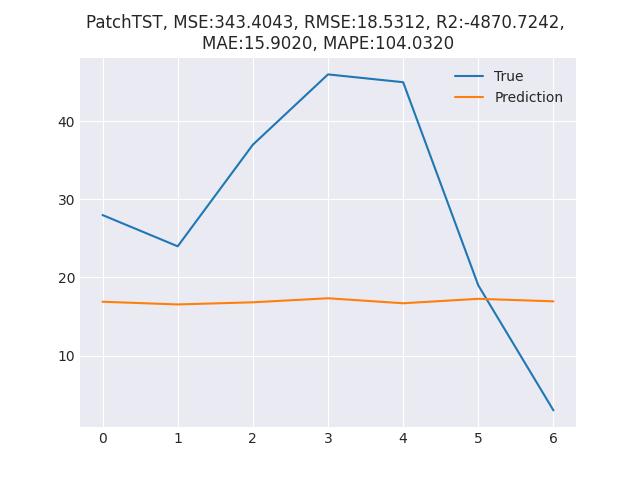 PatchTST, MSE:343.4043, RMSE:18.5312, R2:-4870.7242,
MAE:15.9020, MAPE:104.0320
True
Prediction
40
30
20
10
0 1 2 3 4 5 6